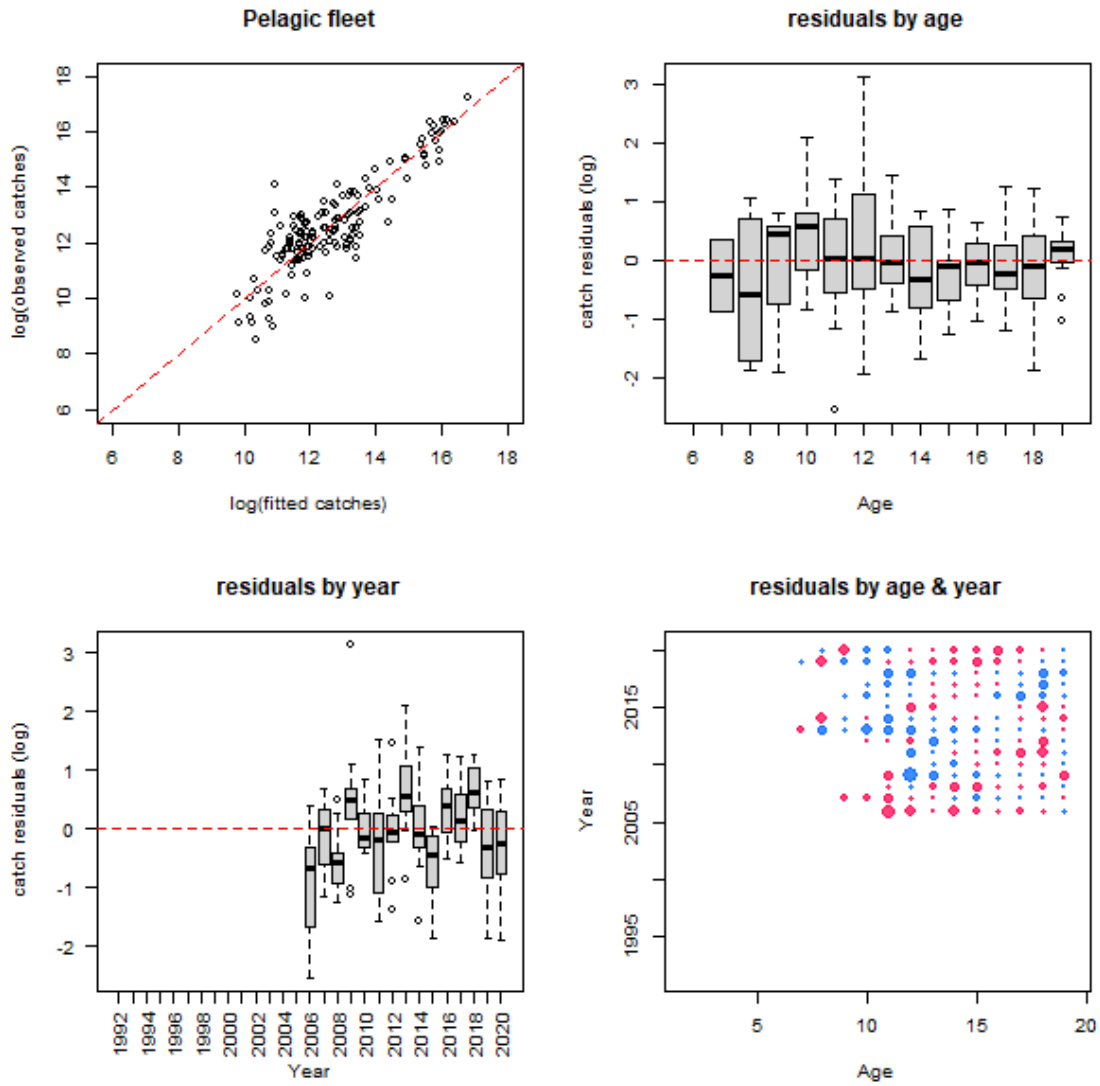 Pelagic fleet
log(observed catches)
18
16
14
12
10
8
6
6 8 10 12 14 16 18
log(fitted catches)
residuals by age
catch residuals (log)
3
2
1
0
-1
-2
6 8 10 12 14 16 18
Age
residuals by year
catch residuals (log)
3
2
1
0
-1
-2
1992 1994 1996 1998 2000 2002 2004 2006 2008 2010 2012 2014 2016 2018 2020
Year
residuals by age & year
Year
2015
2005
1995
5 10 15 20
Age